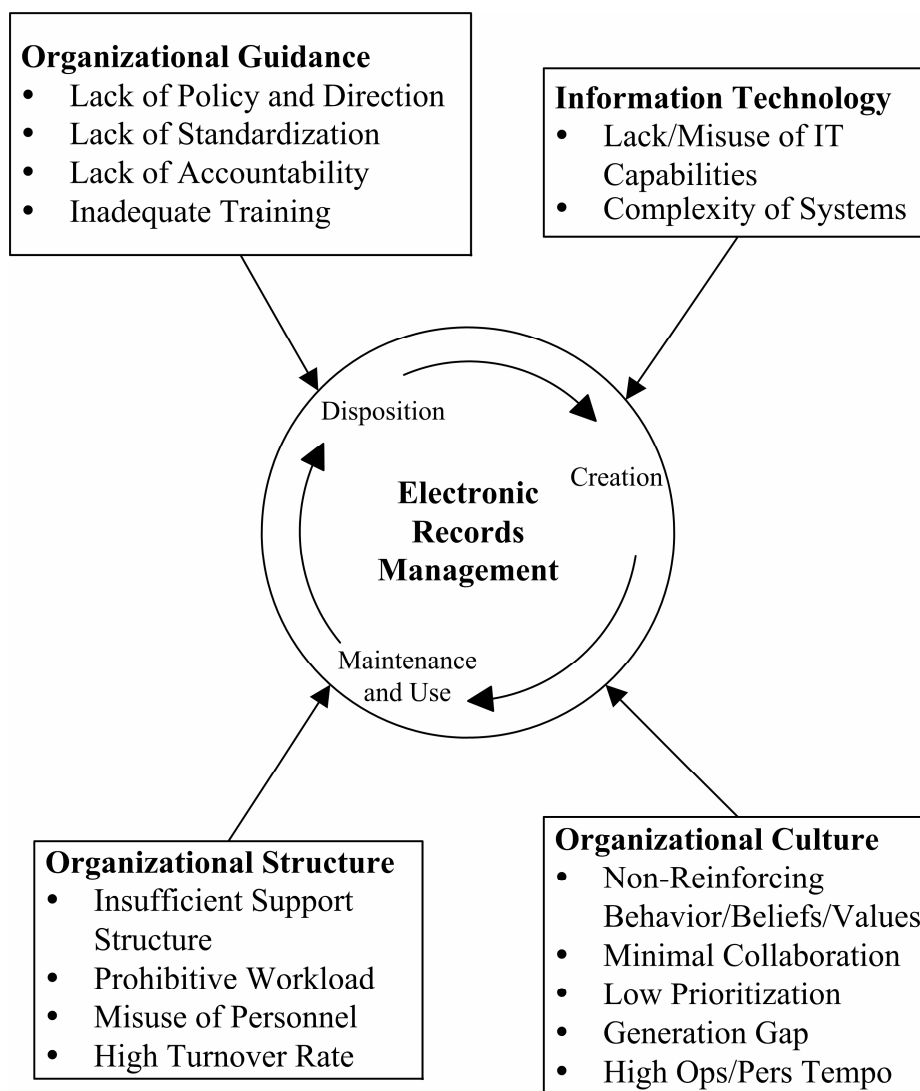 Organizational Guidance
• Lack of Policy and Direction
• Lack of Standardization
• Lack of Accountability
• Inadequate Training
Information Technology
• Lack/Misuse of IT
Capabilities
• Complexity of Systems
Disposition
Creation
Electronic
Records
Management
Maintenance
and Use
Organizational Structure
• Insufficient Support
Structure
• Prohibitive Workload
• Misuse of Personnel
• High Turnover Rate
Organizational Culture
• Non-Reinforcing
Behavior/Beliefs/Values
• Minimal Collaboration
• Low Prioritization
• Generation Gap
• High Ops/Pers Tempo